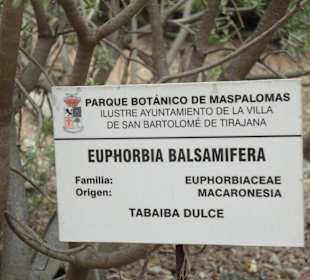 PARQUE BOTÁNICO DE MASPALOMAS
ILUSTRE AYUNTAMIENTO DE LA VILLA
DE SAN BARTOLOMÉ DE TIRAJANA
EUPHORBIA BALSAMIFERA
Familia: EUPHORBIACEAE
Origen: MACARONESIA
TABAIBA DULCE